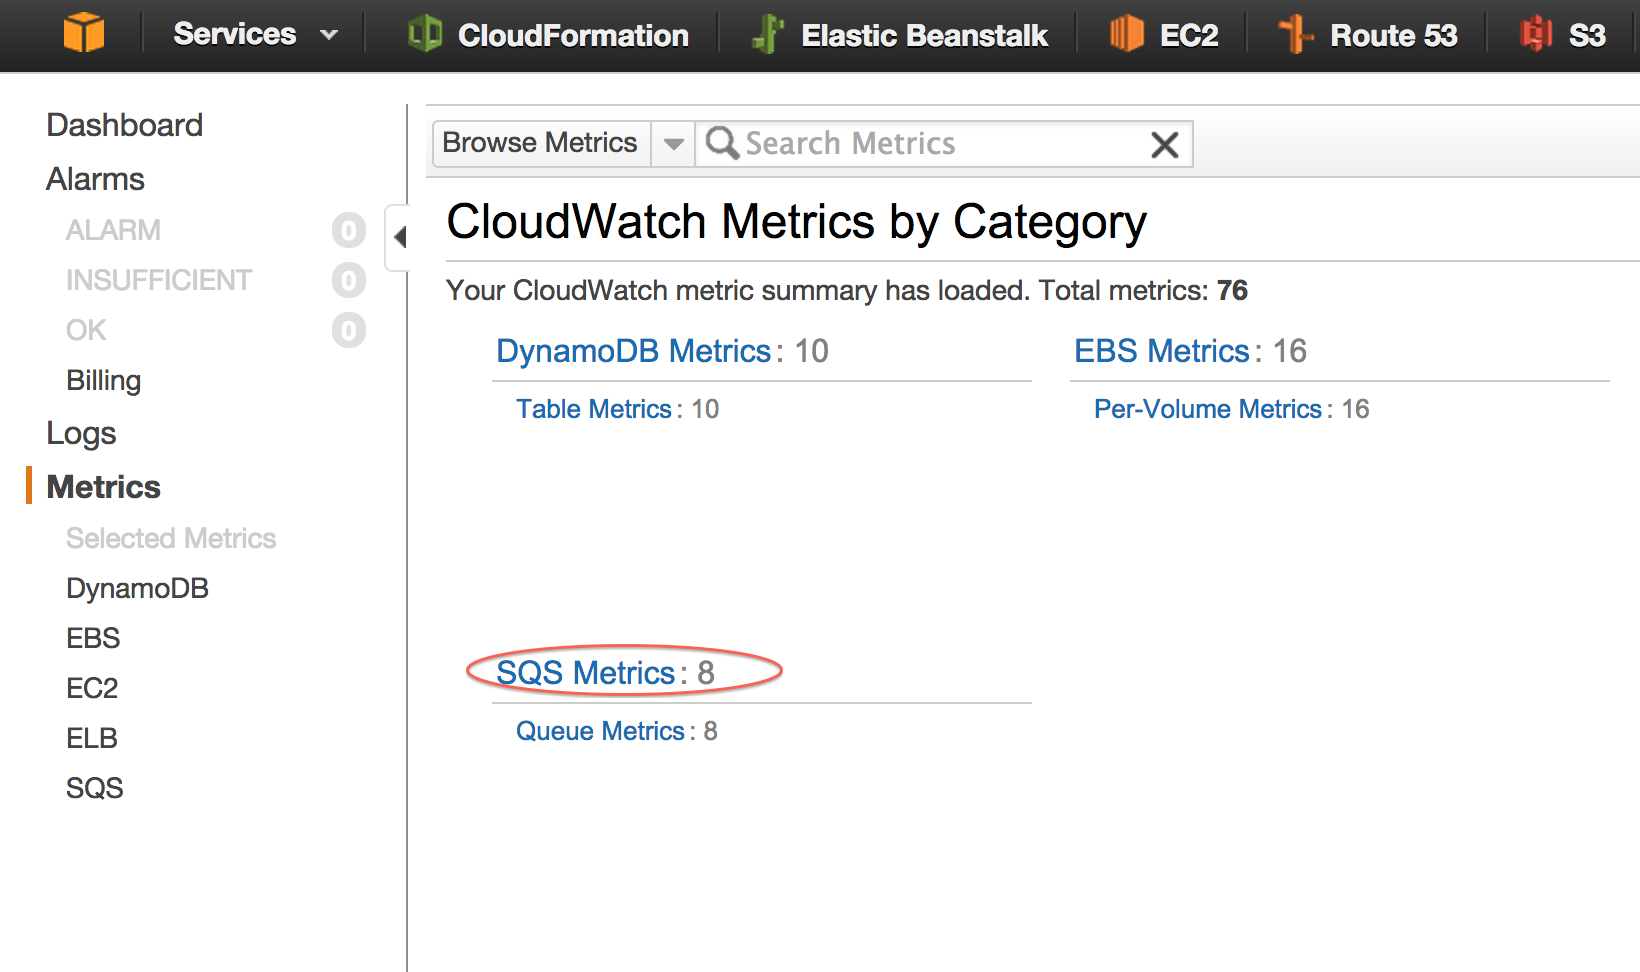 Services
CloudFormation
Elastic Beanstalk
EC2
Route 53
S3
Dashboard
Alarms
ALARM 0
INSUFFICIENT 0
OK 0
Billing
Logs
Metrics
Selected Metrics
DynamoDB
EBS
EC2
ELB
SQS
Browse Metrics
Search Metrics
CloudWatch Metrics by Category
Your CloudWatch metric summary has loaded. Total metrics: 76
DynamoDB Metrics : 10
Table Metrics : 10
EBS Metrics : 16
Per-Volume Metrics : 16
SQS Metrics : 8
Queue Metrics : 8